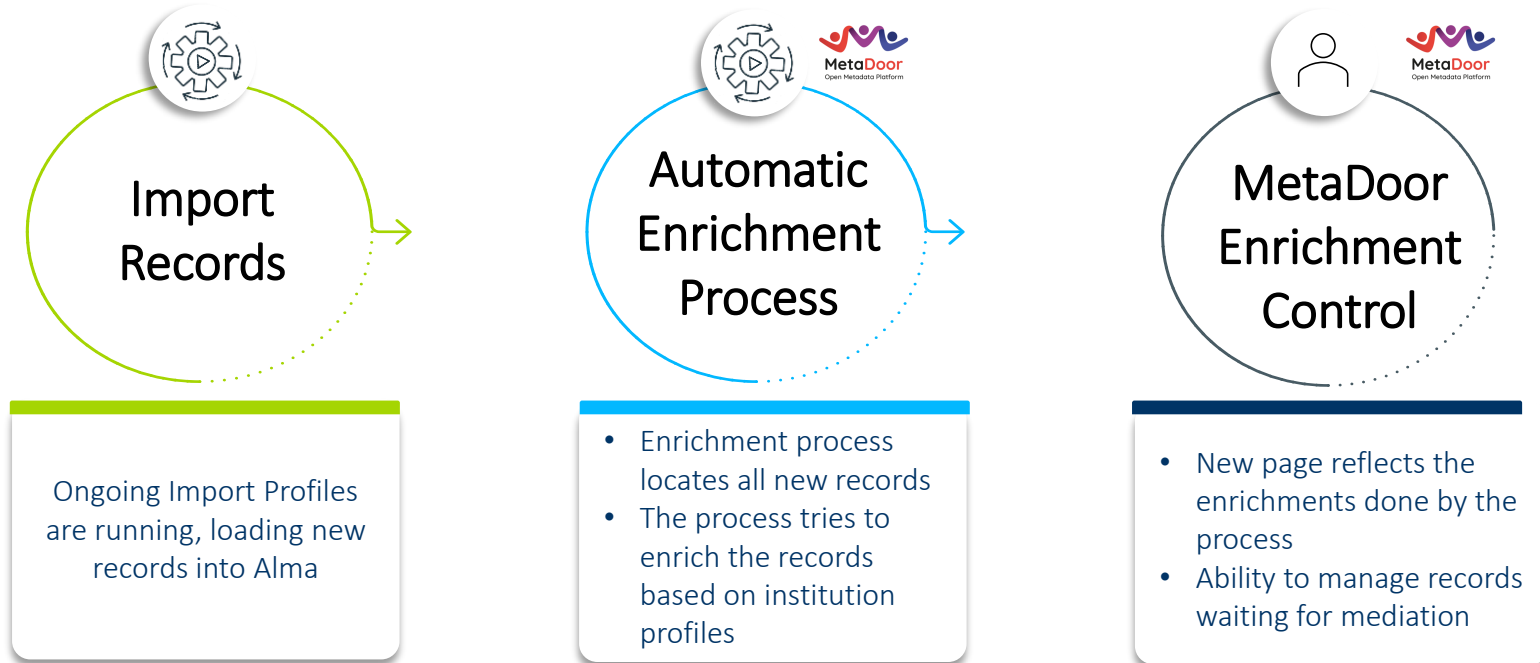 MetaDoor
Open Metadata Platform
MetaDoor
Open Metadata Platform
Import
Records
Automatic
Enrichment
Process
MetaDoor
Enrichment
Control
Ongoing Import Profiles
are running, loading new
records into Alma
• Enrichment process
locates all new records
• The process tries to
enrich the records
based on institution
profiles
• New page reflects the
enrichments done by the
process
• Ability to manage records
waiting for mediation